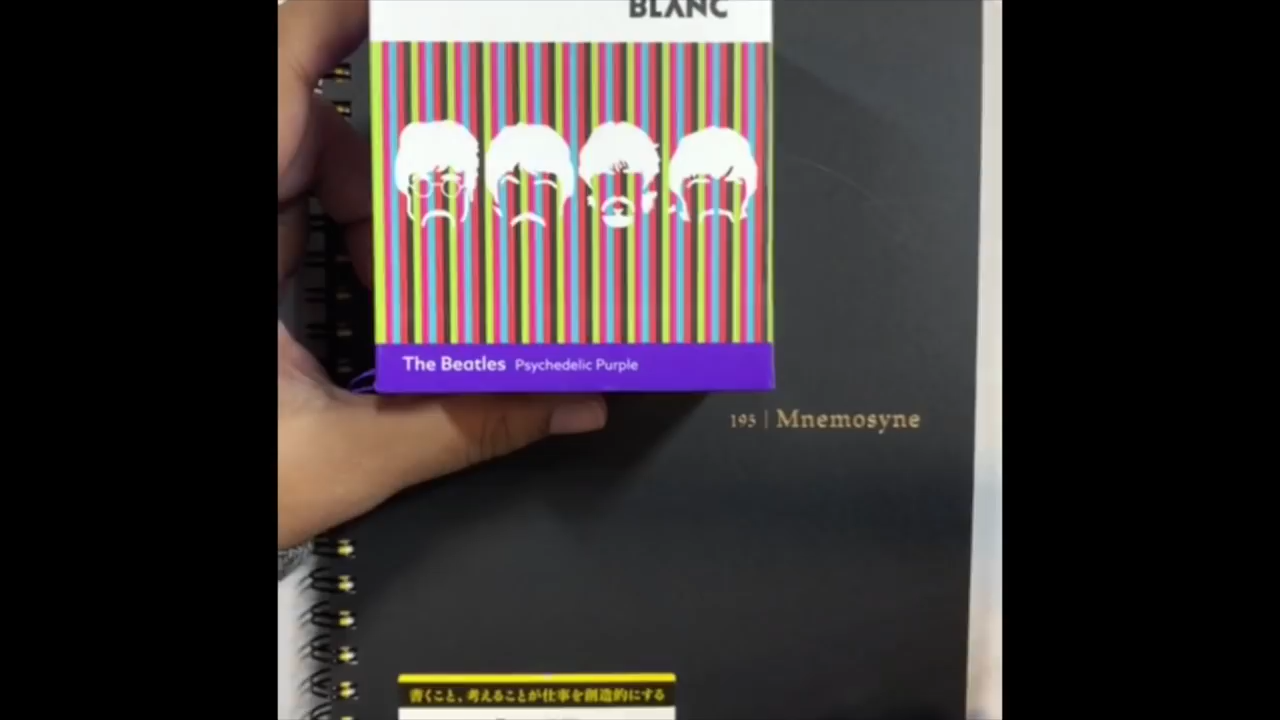 BLANC
The Beatles Psychedelic Purple
195 | Mnemosyne
書くこと、考えることが仕事を創造的にする